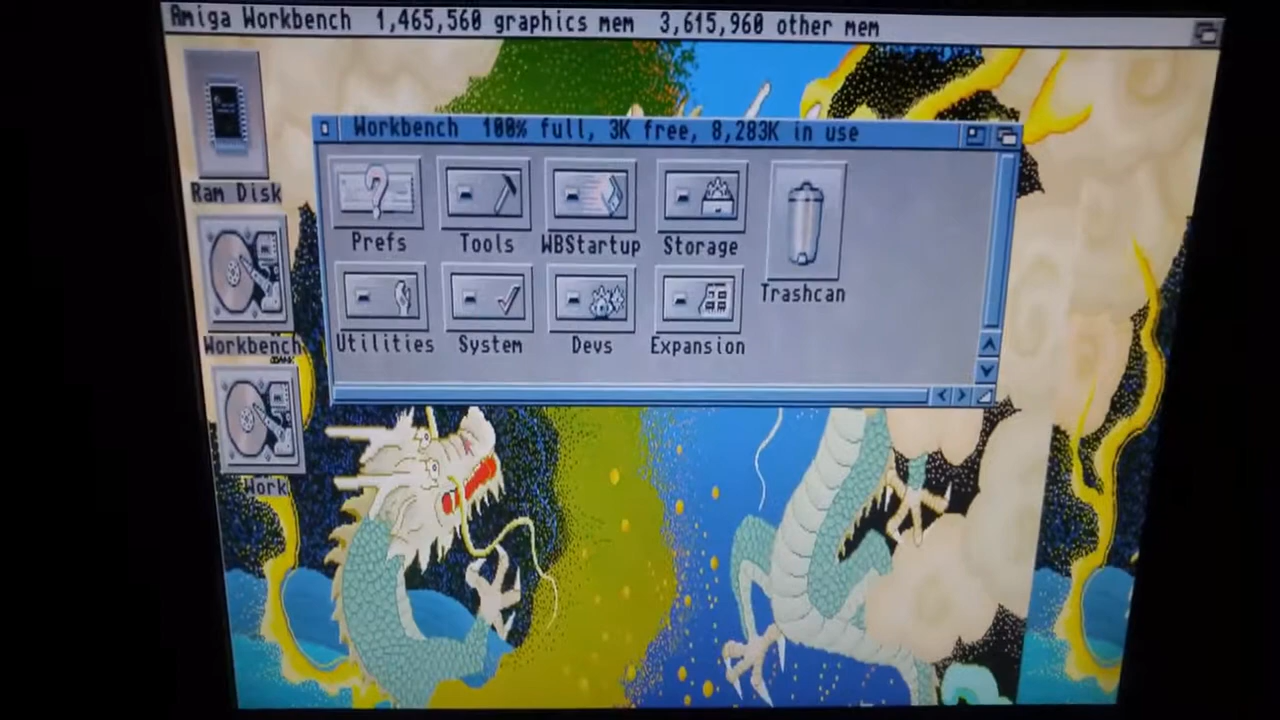 Amiga Workbench 1,465,560 graphics mem 3,615,960 other mem
Ram Disk
Workbench
Work
Workbench 100% full, 3K free, 8,283K in use
Prefs Tools WBStartup Storage Trashcan
Utilities System Devs Expansion